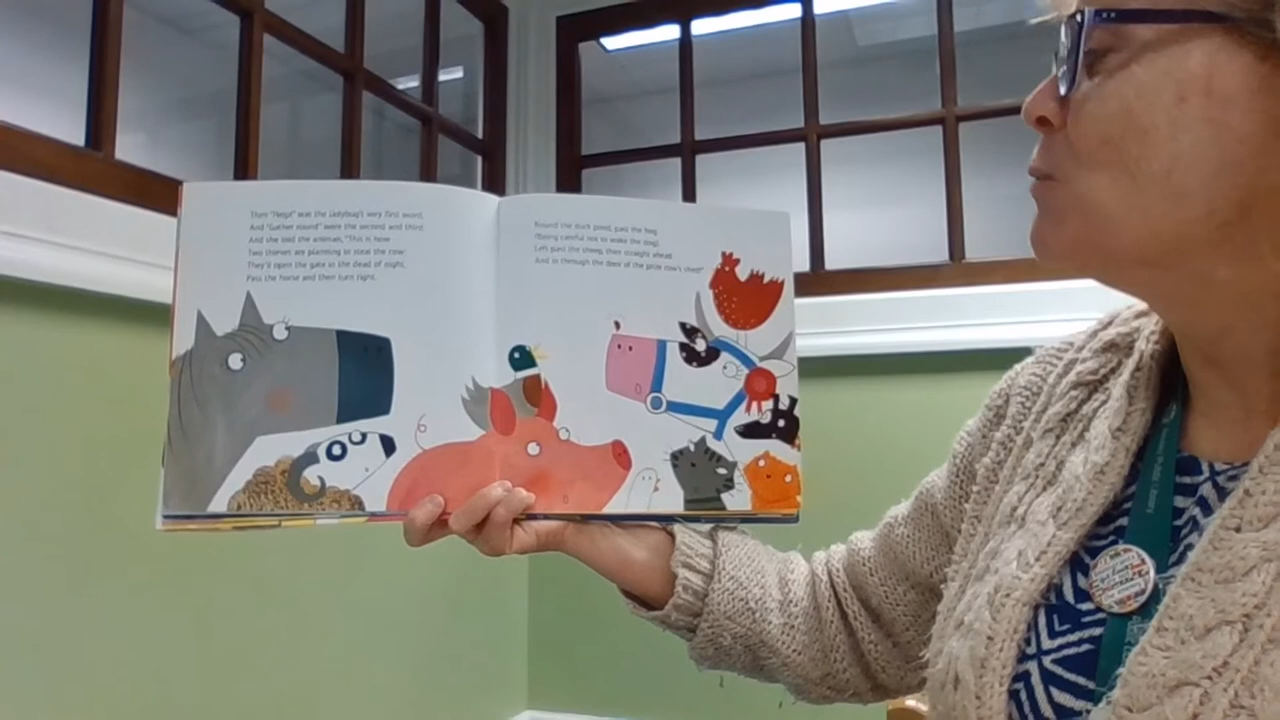 Then "Help!" was the ladybug's very first word,
And "Gather round" were the second and third.
And she told the animals, "This is how
Two thieves are planning to steal the cow:
They'll open the gate in the dead of night,
Pass the horse and then turn right,
Round the duck pond, past the hog
(Being careful not to wake the dog),
Left past the sheep, then straight ahead
And in through the door of the prize cow's shed!"